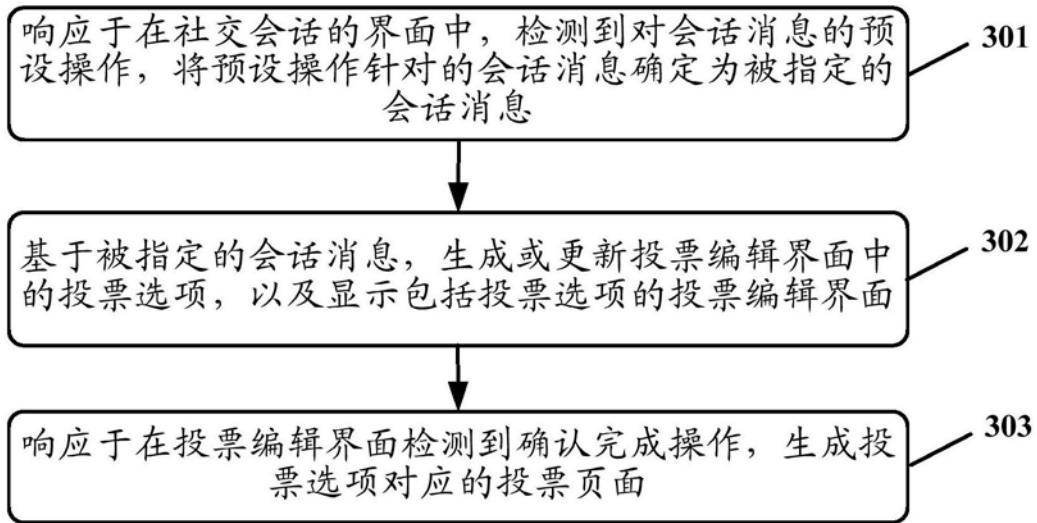 响应于在社交会话的界面中，检测到对会话消息的预
设操作，将预设操作针对的会话消息确定为被指定的
会话消息
301
基于被指定的会话消息，生成或更新投票编辑界面中
的投票选项，以及显示包括投票选项的投票编辑界面
302
响应于在投票编辑界面检测到确认完成操作，生成投
票选项对应的投票页面
303